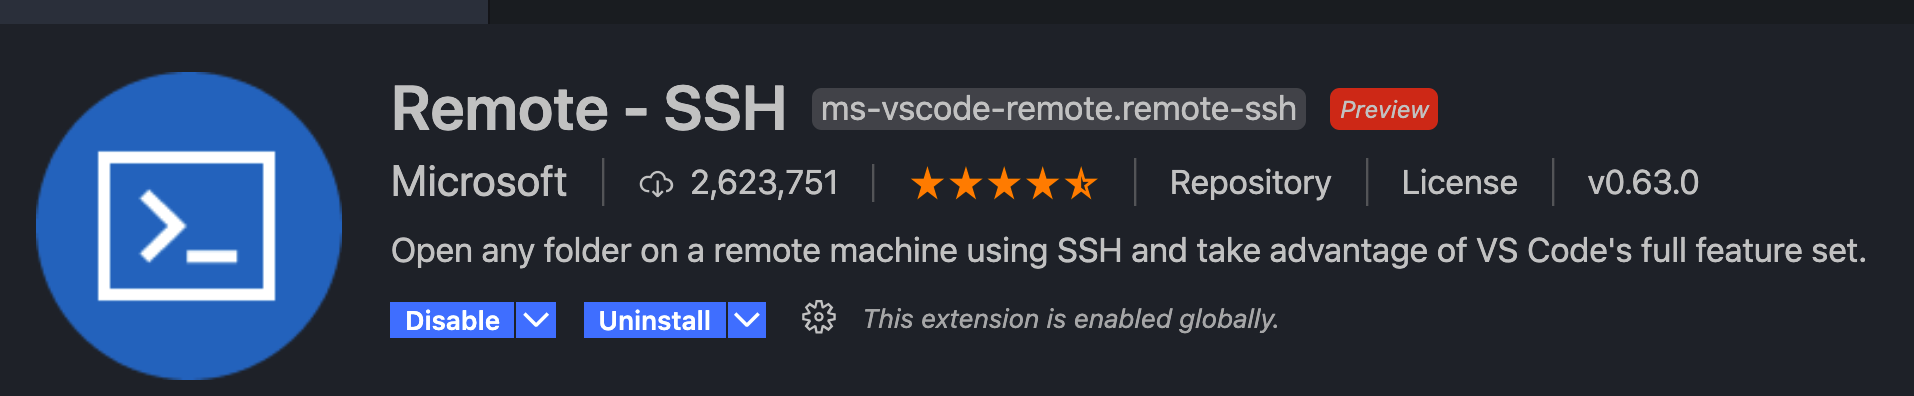 Remote - SSH ms-vscode-remote.remote-ssh Preview
Microsoft 2,623,751 Repository License v0.63.0
Open any folder on a remote machine using SSH and take advantage of VS Code's full feature set.
Disable Uninstall This extension is enabled globally.